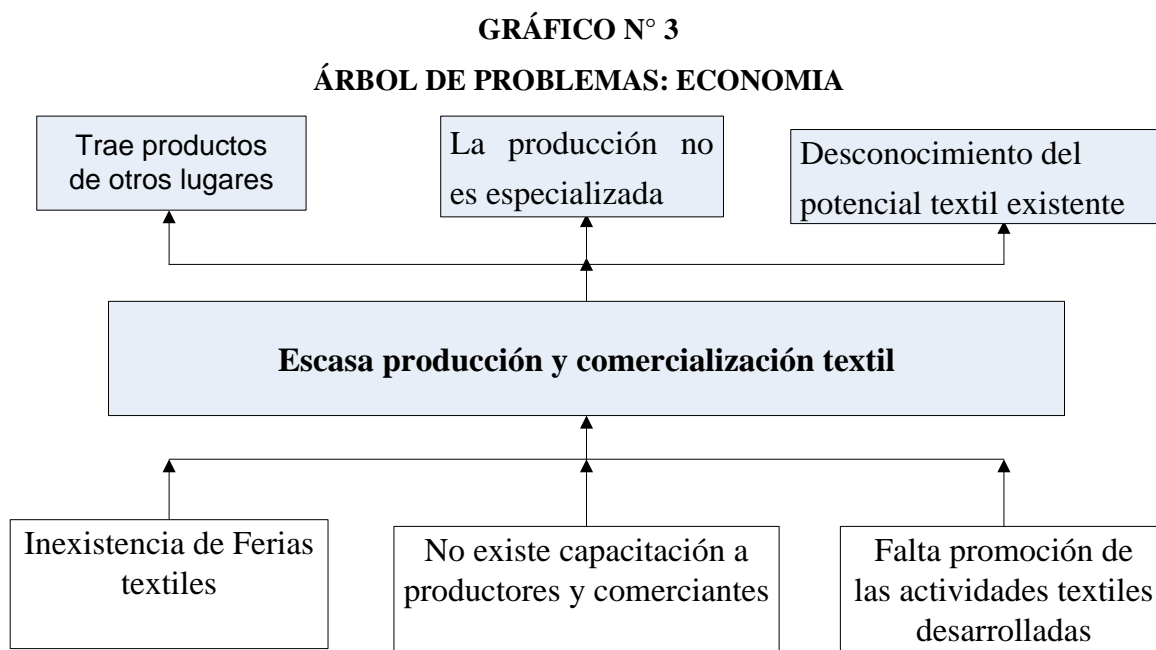 GRÁFICO N° 3
ÁRBOL DE PROBLEMAS: ECONOMIA
Trae productos
de otros lugares
La producción no
es especializada
Desconocimiento del
potencial textil existente
Escasa producción y comercialización textil
Inexistencia de Ferias
textiles
No existe capacitación a
productores y comerciantes
Falta promoción de
las actividades textiles
desarrolladas